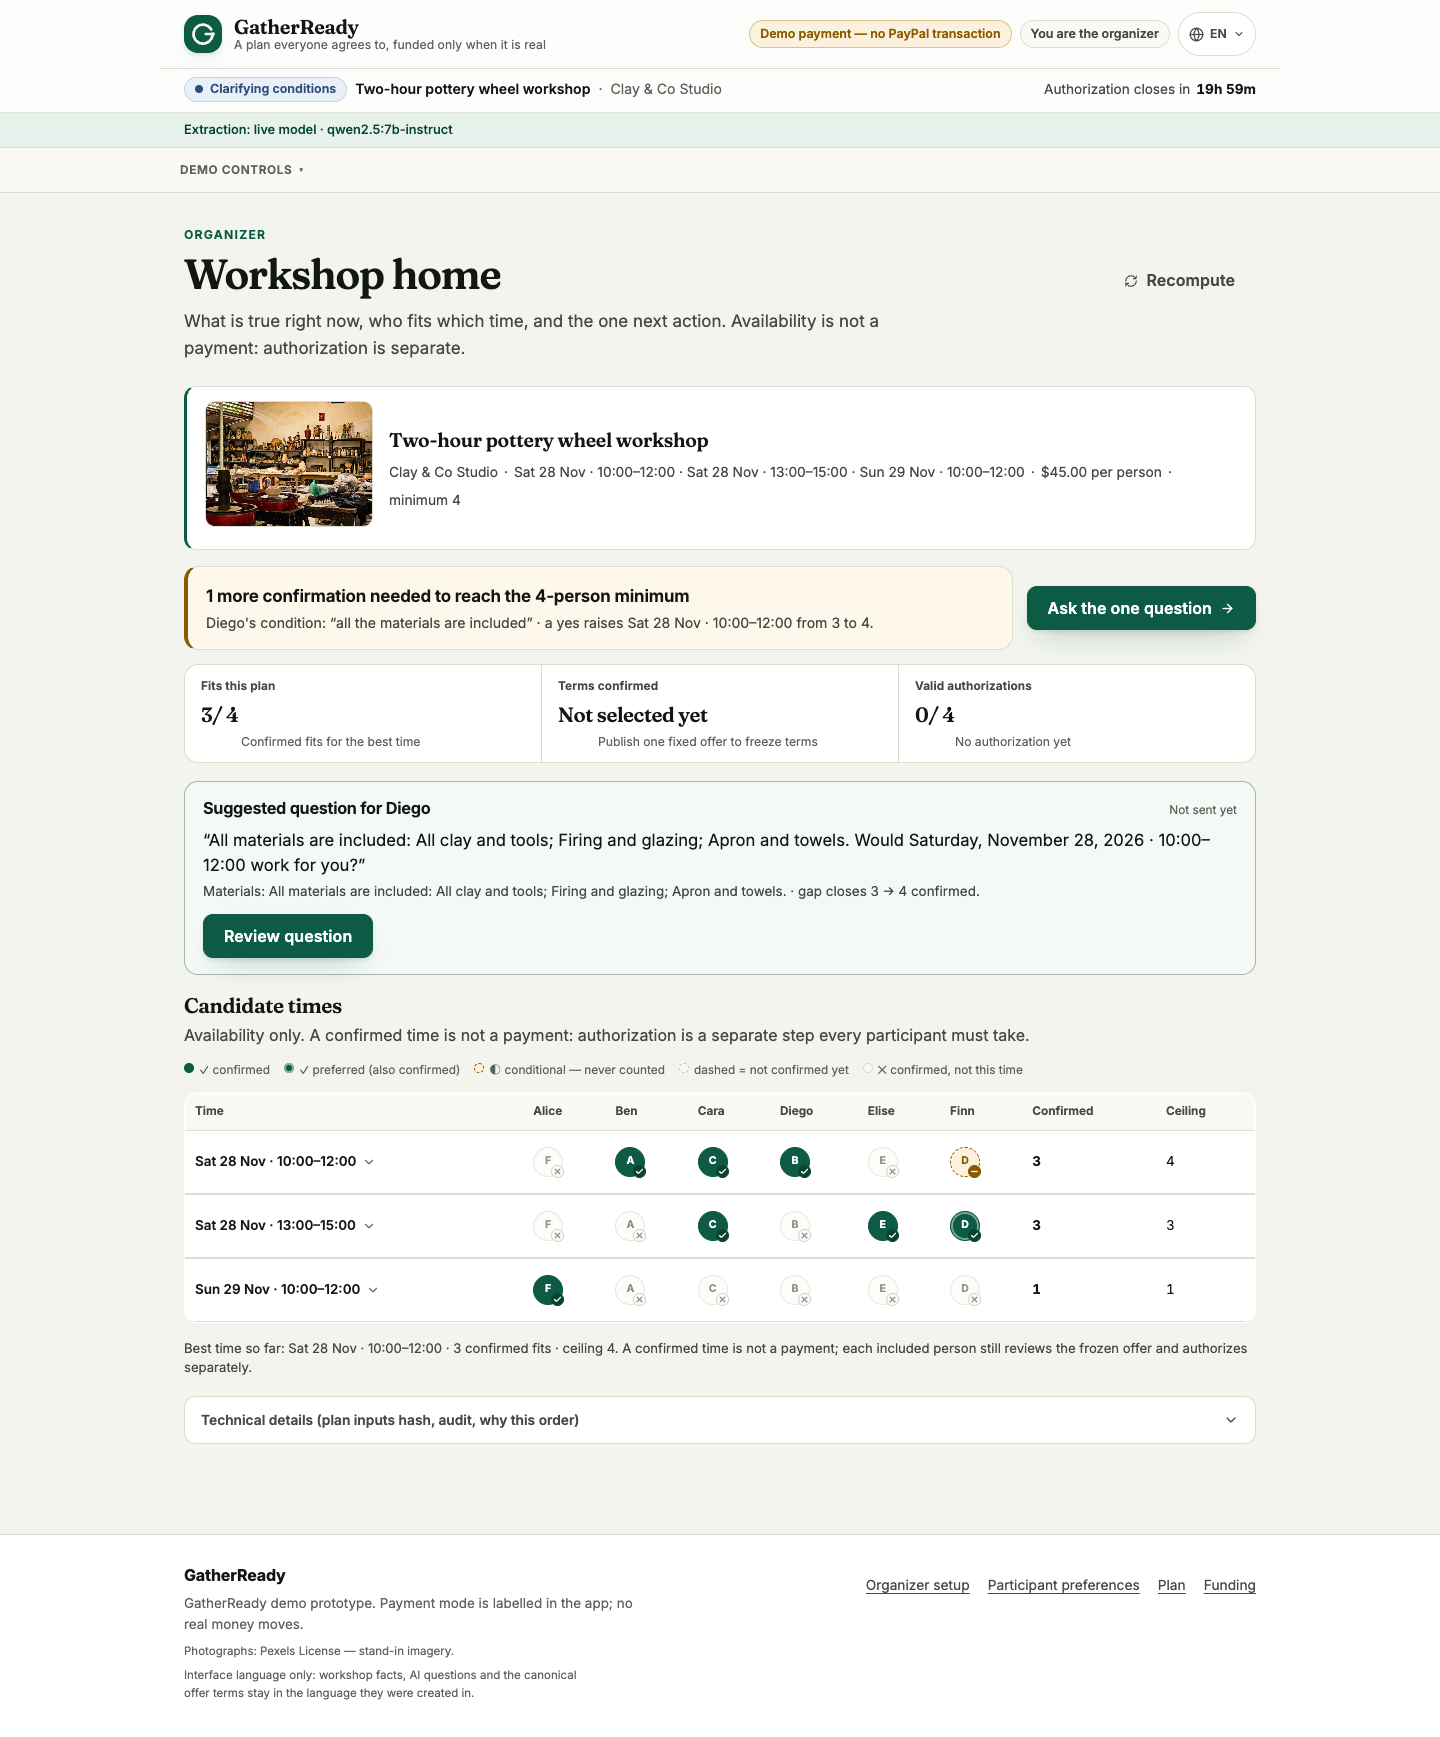 GatherReady
A plan everyone agrees to, funded only when it is real
Demo payment — no PayPal transaction
You are the organizer
EN
Clarifying conditions
Two-hour pottery wheel workshop · Clay & Co Studio
Authorization closes in 19h 59m
Extraction: live model · qwen2.5:7b-instruct
DEMO CONTROLS
ORGANIZER
Workshop home
Recompute
What is true right now, who fits which time, and the one next action. Availability is not a
payment: authorization is separate.
Two-hour pottery wheel workshop
Clay & Co Studio · Sat 28 Nov · 10:00–12:00 · Sat 28 Nov · 13:00–15:00 · Sun 29 Nov · 10:00–12:00 · $45.00 per person ·
minimum 4
1 more confirmation needed to reach the 4-person minimum
Diego's condition: “all the materials are included” · a yes raises Sat 28 Nov · 10:00–12:00 from 3 to 4.
Ask the one question →
Fits this plan
3/ 4
Confirmed fits for the best time
Terms confirmed
Not selected yet
Publish one fixed offer to freeze terms
Valid authorizations
0/ 4
No authorization yet
Suggested question for Diego
Not sent yet
“All materials are included: All clay and tools; Firing and glazing; Apron and towels. Would Saturday, November 28, 2026 · 10:00–
12:00 work for you?”
Materials: All materials are included: All clay and tools; Firing and glazing; Apron and towels. · gap closes 3 → 4 confirmed.
Review question
Candidate times
Availability only. A confirmed time is not a payment: authorization is a separate step every participant must take.
✓ confirmed ✓ preferred (also confirmed) ◐ conditional — never counted dashed = not confirmed yet ✕ confirmed, not this time
Time Alice Ben Cara Diego Elise Finn Confirmed Ceiling
Sat 28 Nov · 10:00–12:00 F A C B E D 3 4
Sat 28 Nov · 13:00–15:00 F A C B E D 3 3
Sun 29 Nov · 10:00–12:00 F A C B E D 1 1
Best time so far: Sat 28 Nov · 10:00–12:00 · 3 confirmed fits · ceiling 4. A confirmed time is not a payment; each included person still reviews the frozen offer and authorizes
separately.
Technical details (plan inputs hash, audit, why this order)
GatherReady
GatherReady demo prototype. Payment mode is labelled in the app; no
real money moves.
Photographs: Pexels License — stand-in imagery.
Interface language only: workshop facts, AI questions and the canonical
offer terms stay in the language they were created in.
Organizer setup Participant preferences Plan Funding